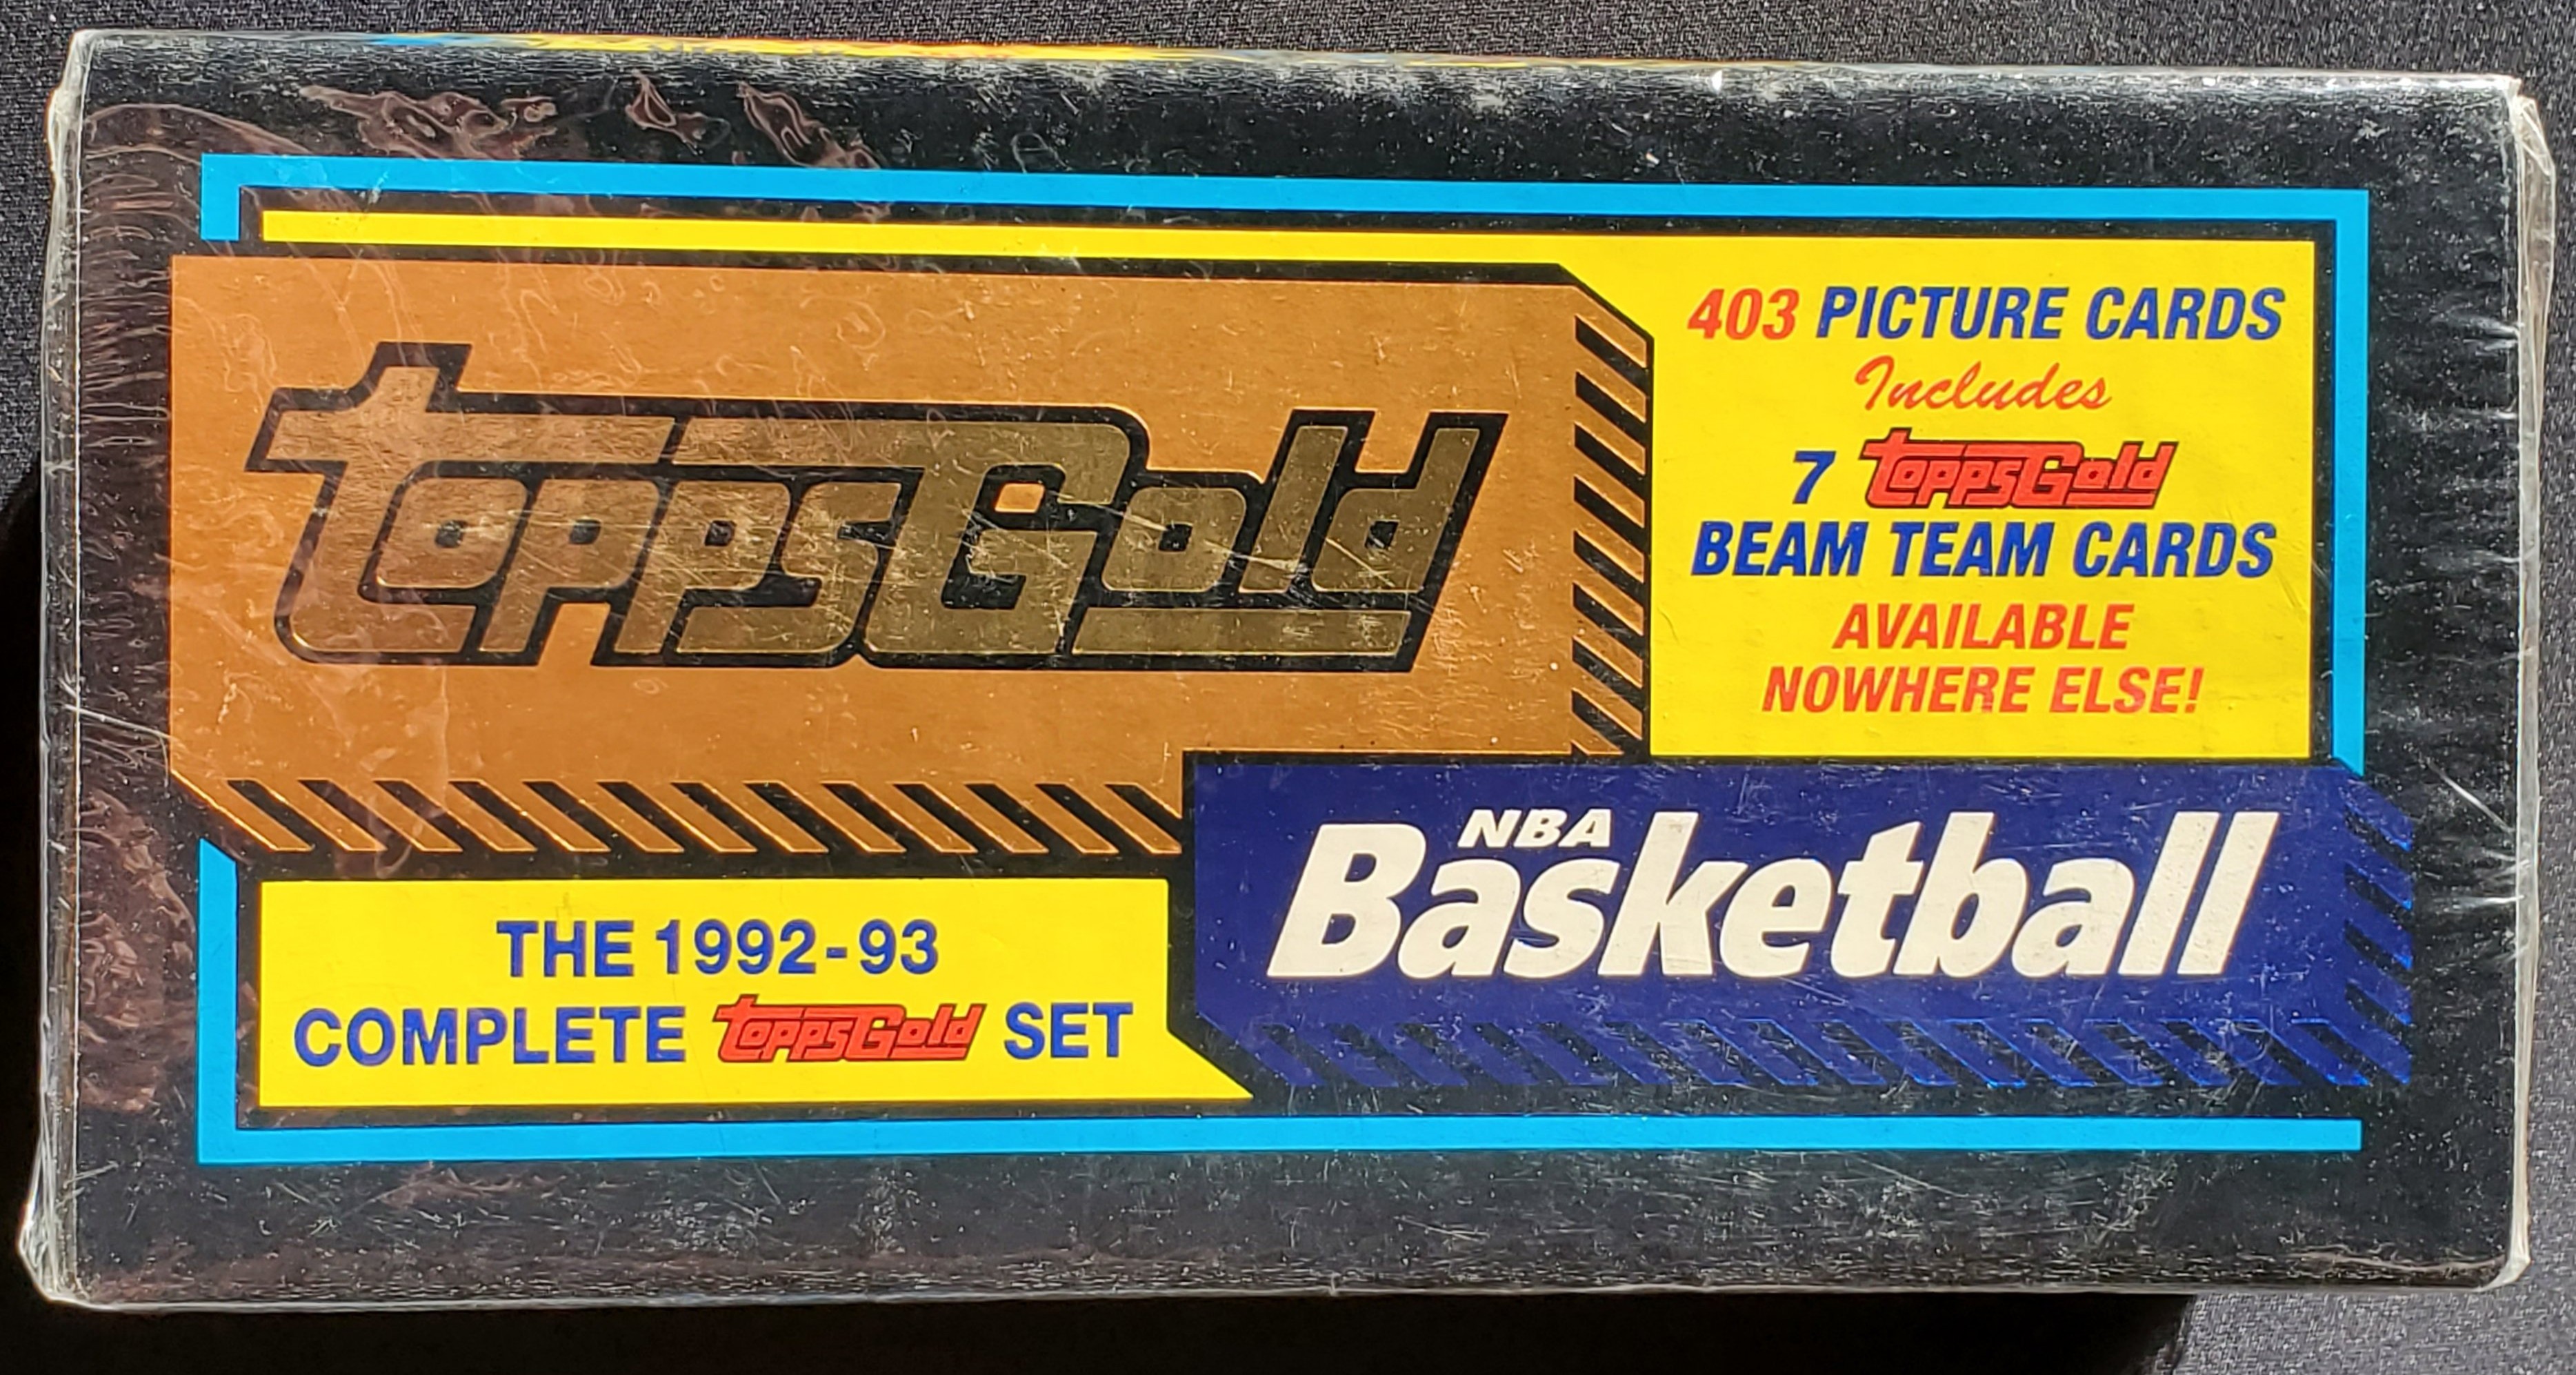 ToppsGold
403 PICTURE CARDS
Includes
7 ToppsGold
BEAM TEAM CARDS
AVAILABLE
NOWHERE ELSE!
NBA
Basketball
THE 1992-93
COMPLETE ToppsGold SET